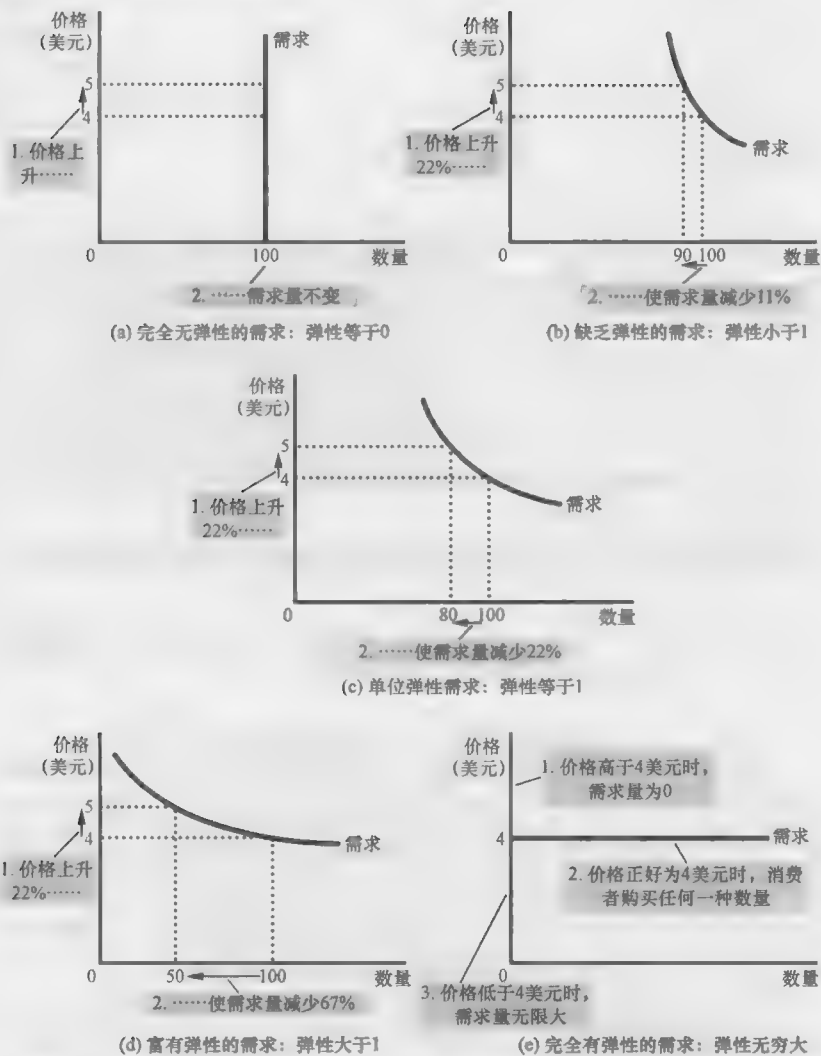 价格
(美元)
需求
5
4
1. 价格上
升……
0
100
数量
2. ……需求量不变
(a) 完全无弹性的需求：弹性等于0
价格
(美元)
5
4
1. 价格上升
22%……
需求
0
90 100
数量
2. ……使需求量减少11%
(b) 缺乏弹性的需求：弹性小于1
价格
(美元)
5
4
1. 价格上升
22%……
需求
0
80 100
数量
2. ……使需求量减少22%
(c) 单位弹性需求：弹性等于1
价格
(美元)
5
4
1. 价格上升
22%……
需求
0
50
100
数量
2. ……使需求量减少67%
(d) 富有弹性的需求：弹性大于1
价格
(美元)
1. 价格高于4美元时，
需求量为0
4
需求
2. 价格正好为4美元时，消费
者购买任何一种数量
0
数量
3. 价格低于4美元时，
需求量无限大
(e) 完全有弹性的需求：弹性无穷大